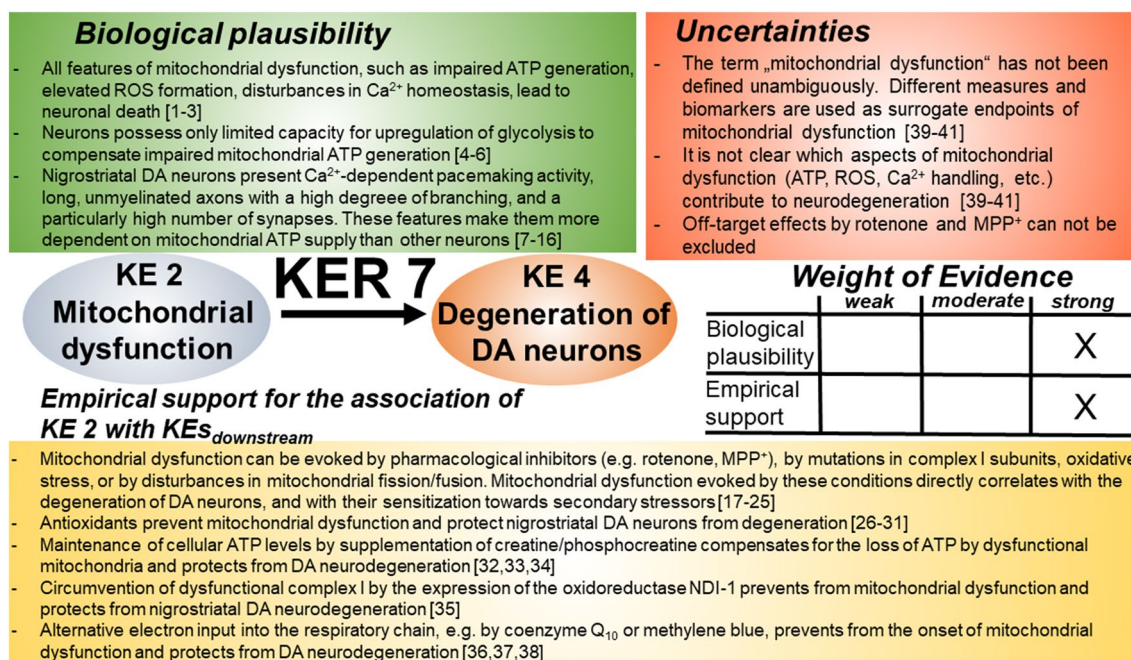 Biological plausibility
- All features of mitochondrial dysfunction, such as impaired ATP generation,
elevated ROS formation, disturbances in Ca²⁺ homeostasis, lead to
neuronal death [1-3]
- Neurons possess only limited capacity for upregulation of glycolysis to
compensate impaired mitochondrial ATP generation [4-6]
- Nigrostriatal DA neurons present Ca²⁺-dependent pacemaking activity,
long, unmyelinated axons with a high degreee of branching, and a
particularly high number of synapses. These features make them more
dependent on mitochondrial ATP supply than other neurons [7-16]
Uncertainties
- The term „mitochondrial dysfunction“ has not been
defined unambiguously. Different measures and
biomarkers are used as surrogate endpoints of
mitochondrial dysfunction [39-41]
- It is not clear which aspects of mitochondrial
dysfunction (ATP, ROS, Ca²⁺ handling, etc.)
contribute to neurodegeneration [39-41]
- Off-target effects by rotenone and MPP⁺ can not be
excluded
KE 2
Mitochondrial
dysfunction
KER 7
KE 4
Degeneration of
DA neurons
Weight of Evidence
weak moderate strong
Biological
plausibility X
Empirical
support X
Empirical support for the association of
KE 2 with KEs downstream
- Mitochondrial dysfunction can be evoked by pharmacological inhibitors (e.g. rotenone, MPP⁺), by mutations in complex I subunits, oxidative
stress, or by disturbances in mitochondrial fission/fusion. Mitochondrial dysfunction evoked by these conditions directly correlates with the
degeneration of DA neurons, and with their sensitization towards secondary stressors [17-25]
- Antioxidants prevent mitochondrial dysfunction and protect nigrostriatal DA neurons from degeneration [26-31]
- Maintenance of cellular ATP levels by supplementation of creatine/phosphocreatine compensates for the loss of ATP by dysfunctional
mitochondria and protects from DA neurodegeneration [32,33,34]
- Circumvention of dysfunctional complex I by the expression of the oxidoreductase NDI-1 prevents from mitochondrial dysfunction and
protects from nigrostriatal DA neurodegeneration [35]
- Alternative electron input into the respiratory chain, e.g. by coenzyme Q₁₀ or methylene blue, prevents from the onset of mitochondrial
dysfunction and protects from DA neurodegeneration [36,37,38]